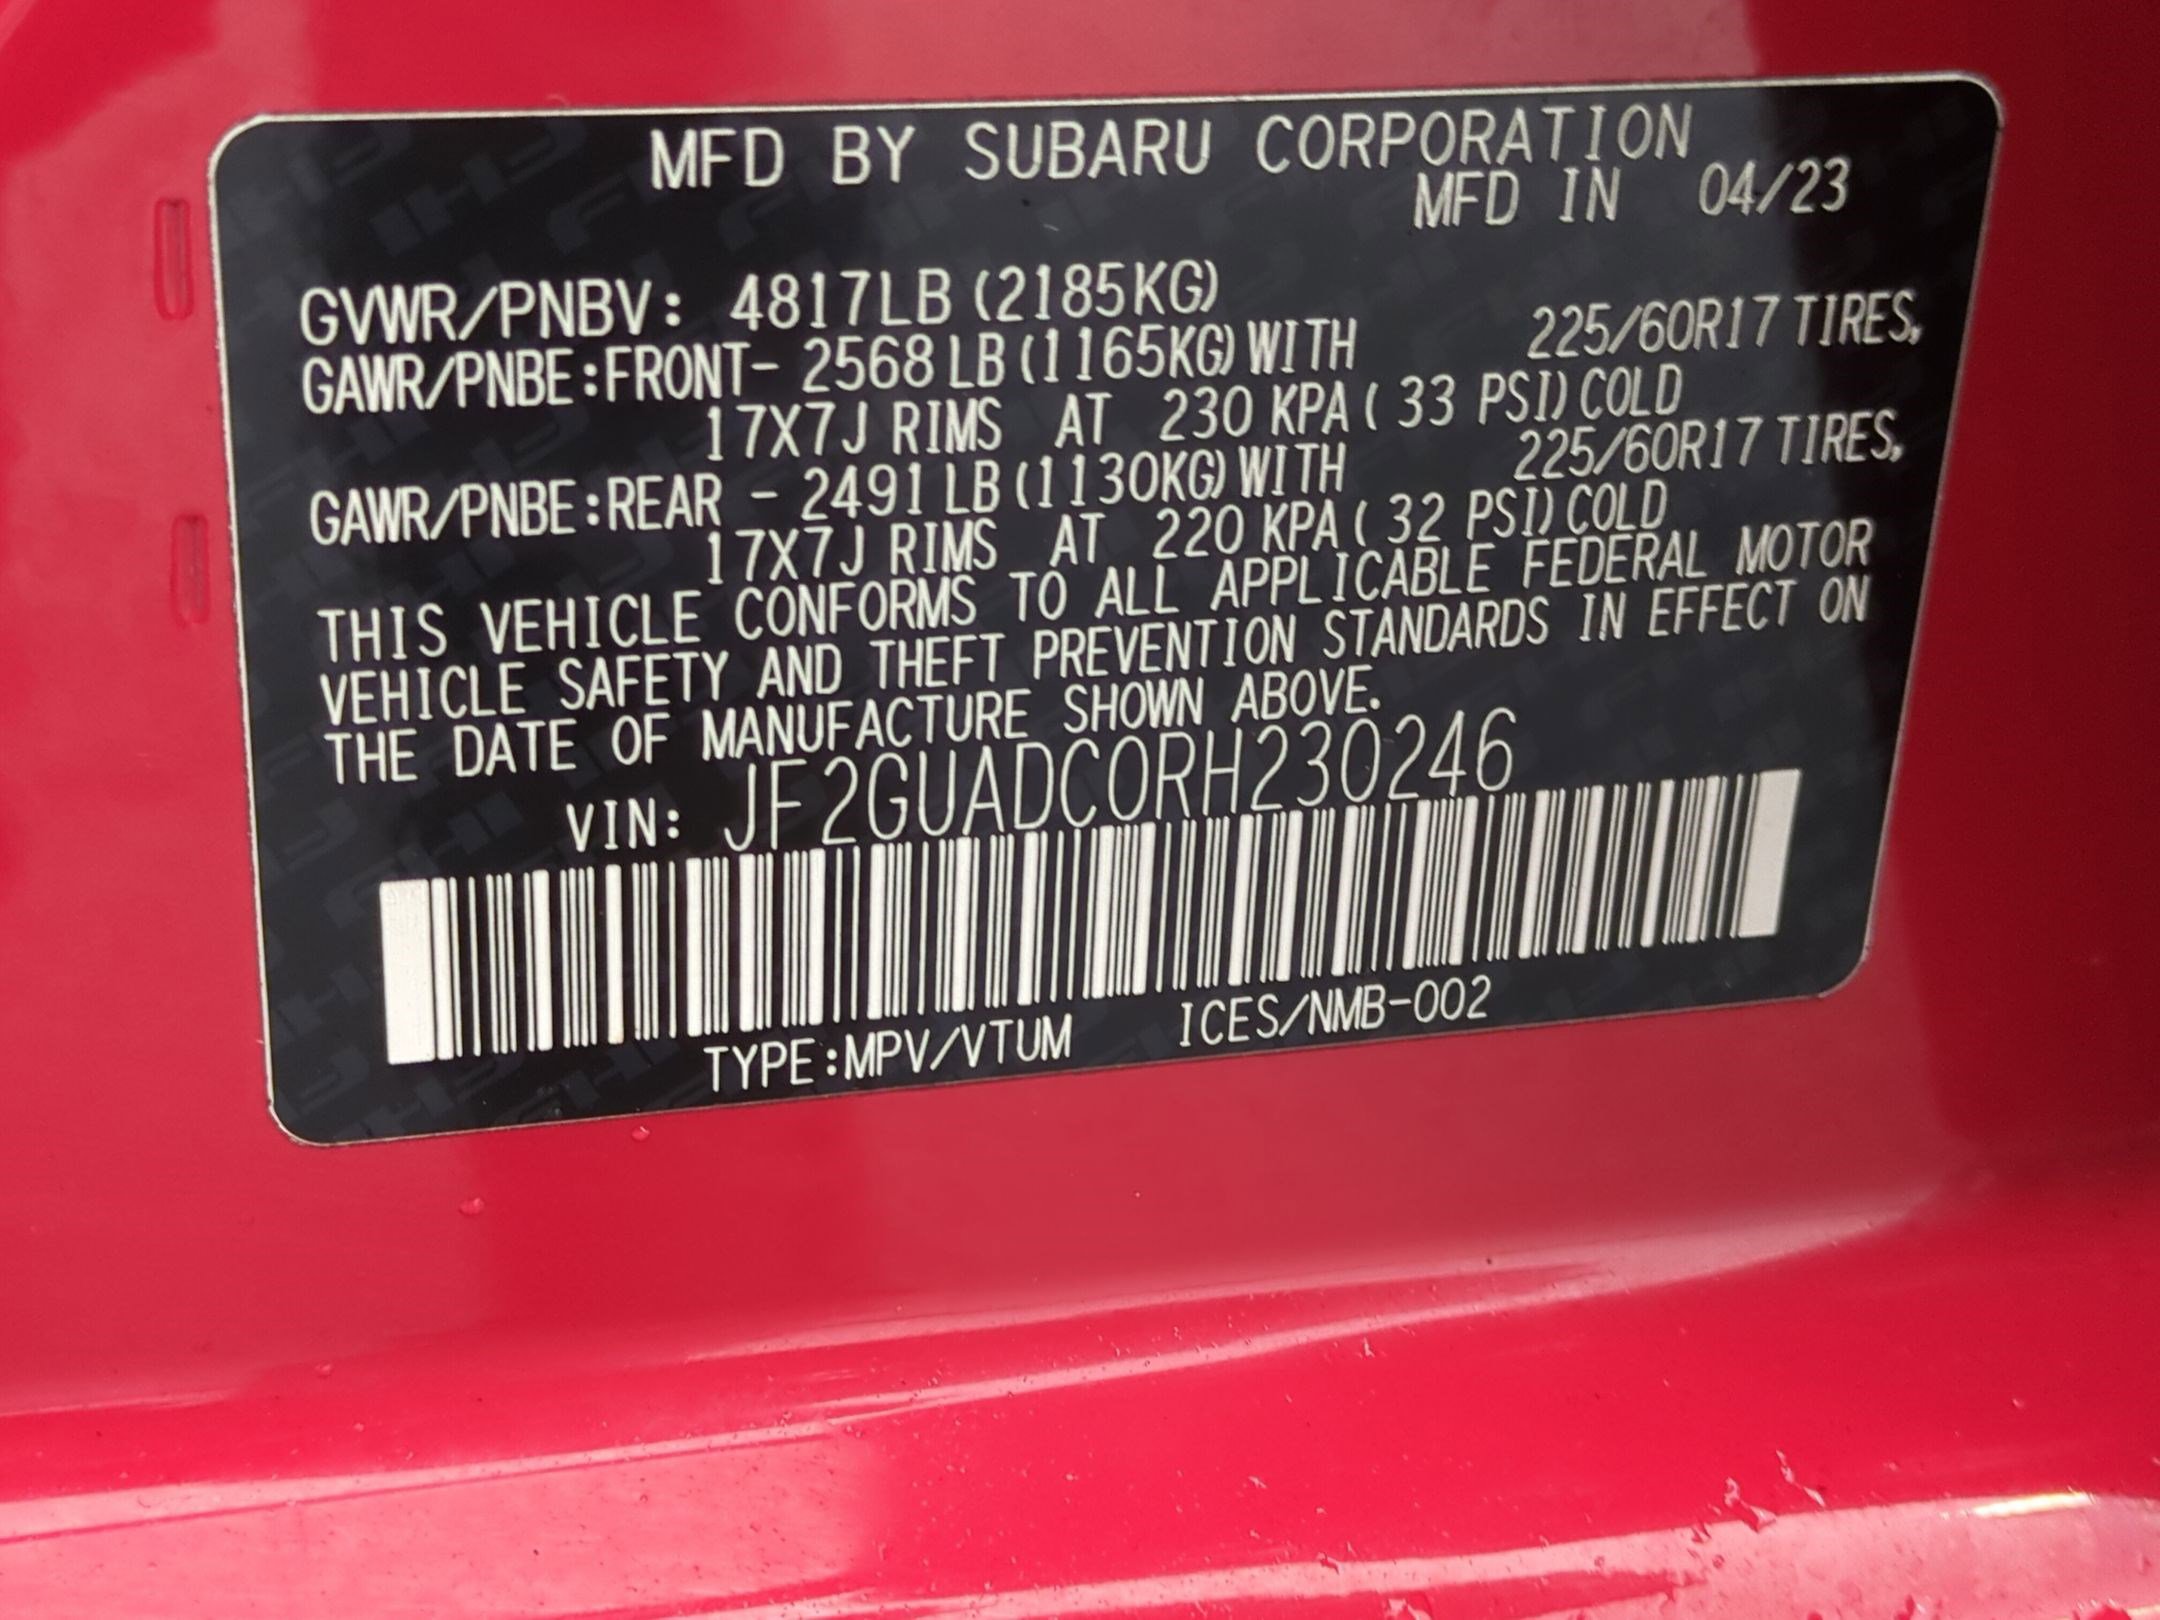 MFD BY SUBARU CORPORATION
MFD IN 04/23
GVWR/PNBV: 4817LB (2185KG)
GAWR/PNBE:FRONT- 2568 LB (1165KG) WITH 225/60R17 TIRES,
17X7J RIMS AT 230 KPA ( 33 PSI) COLD
GAWR/PNBE:REAR - 2491 LB (1130KG) WITH 225/60R17 TIRES,
17X7J RIMS AT 220 KPA ( 32 PSI) COLD
THIS VEHICLE CONFORMS TO ALL APPLICABLE FEDERAL MOTOR
VEHICLE SAFETY AND THEFT PREVENTION STANDARDS IN EFFECT ON
THE DATE OF MANUFACTURE SHOWN ABOVE.
VIN: JF2GUADC0RH230246
TYPE:MPV/VTUM ICES/NMB-002